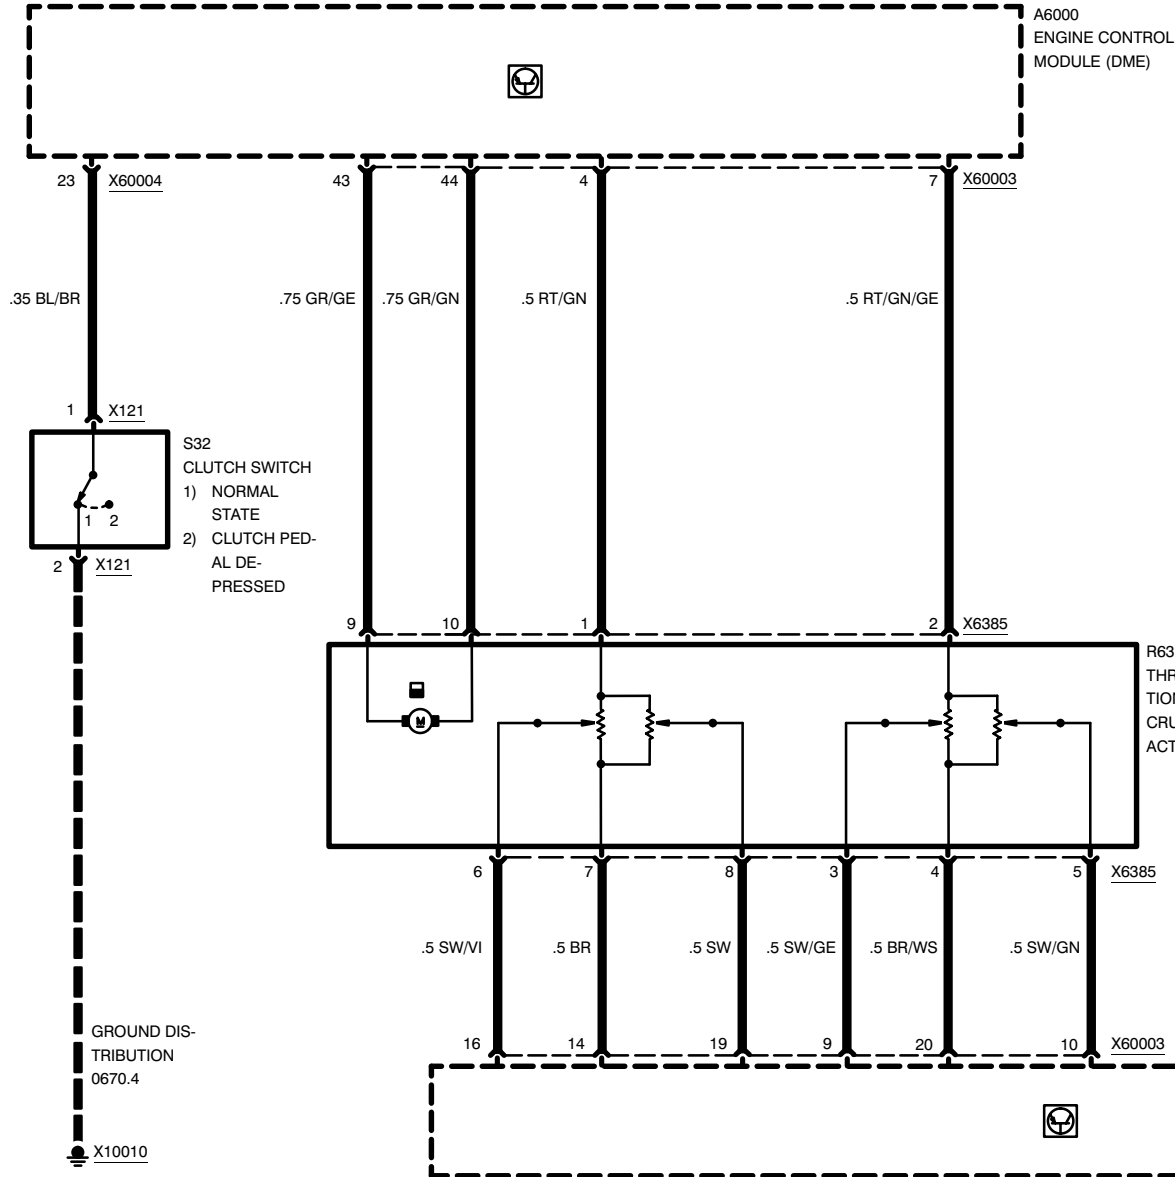 A6000
ENGINE CONTROL
MODULE (DME)
23 X60004 43 44 4 7 X60003
.35 BL/BR .75 GR/GE .75 GR/GN .5 RT/GN .5 RT/GN/GE
1 X121
S32
CLUTCH SWITCH
1) NORMAL
STATE
1 2
2) CLUTCH PED-
AL DE-
PRESSED
2 X121
9 10 1 2 X6385
R63
THR
TION
CRU
ACT
M
6 7 8 3 4 5 X6385
.5 SW/VI .5 BR .5 SW .5 SW/GE .5 BR/WS .5 SW/GN
GROUND DIS-
TRIBUTION
0670.4
16 14 19 9 20 10 X60003
X10010